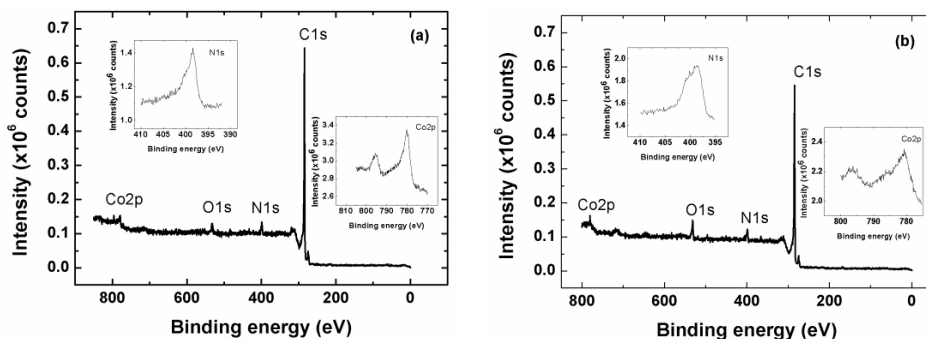 (a)
C1s
N1s
Co2p
Co2p
O1s
N1s
Intensity (x10⁶ counts)
0.7
0.6
0.5
0.4
0.3
0.2
0.1
0.0
800
600
400
200
0
Binding energy (eV)
Intensity (x10⁶ counts)
1.4
1.2
1.0
410
405
400
395
390
Binding energy (eV)
Intensity (x10⁶ counts)
3.6
3.4
3.2
3.0
2.8
2.6
810
800
790
780
770
Binding energy (eV)
(b)
C1s
N1s
Co2p
Co2p
O1s
N1s
Intensity (x10⁶ counts)
0.7
0.6
0.5
0.4
0.3
0.2
0.1
0.0
800
600
400
200
0
Binding energy (eV)
Intensity (x10⁶ counts)
2.0
1.8
1.6
1.4
410
405
400
395
Binding energy (eV)
Intensity (x10⁶ counts)
2.4
2.2
2.0
800
790
780
Binding energy (eV)